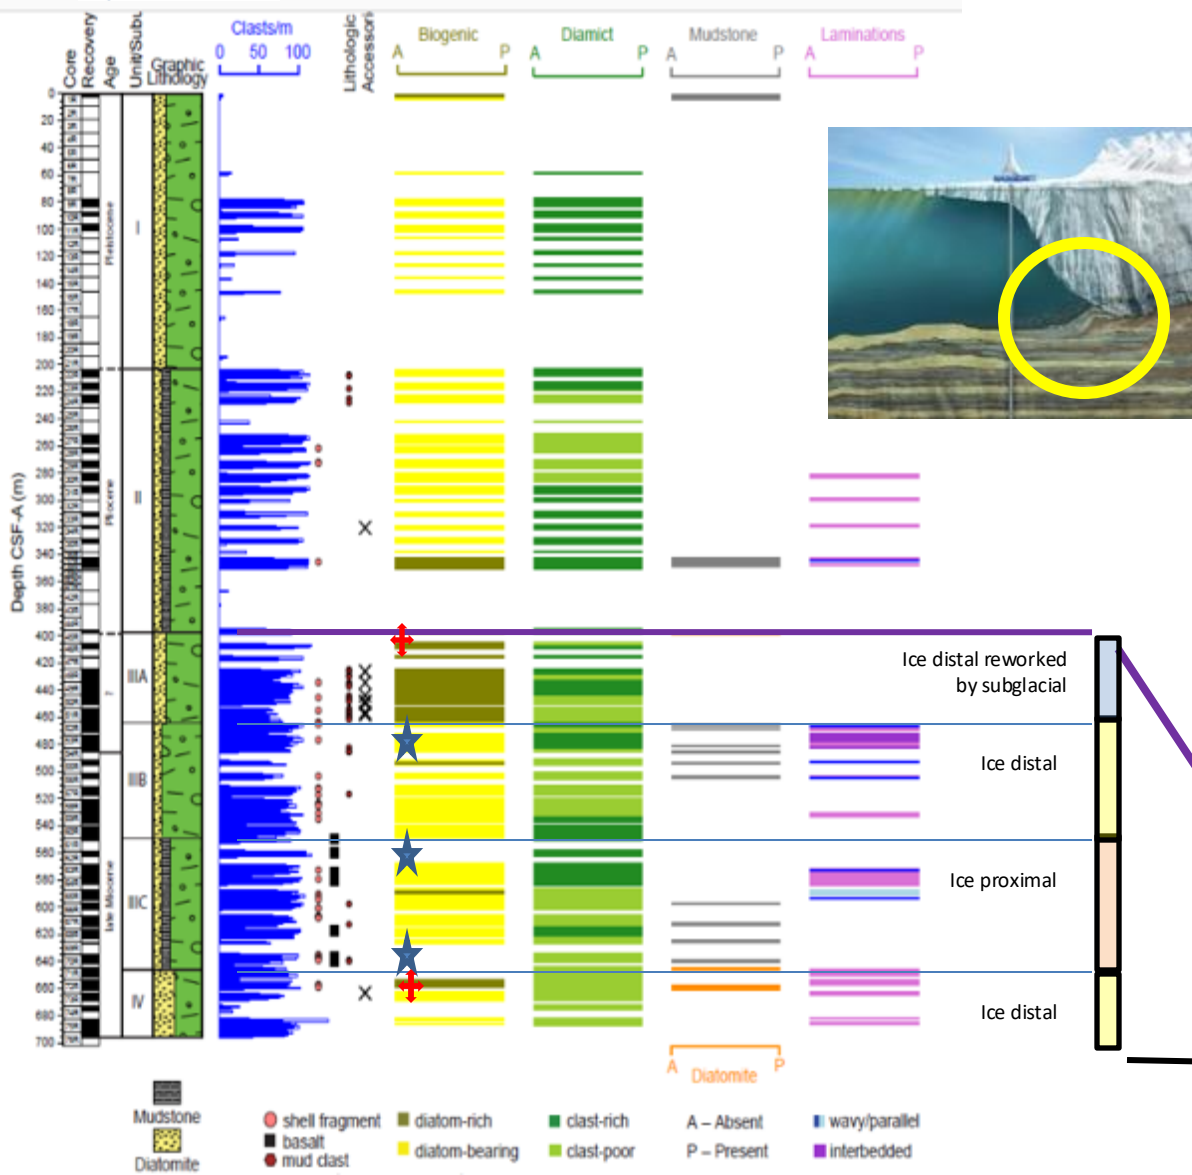 Core
Recovery
Age
Unit/Subu
Graphic
Lithology
Clasts/m
0 50 100
Lithologic
Accessori
Biogenic
A P
Diamict
A P
Mudstone
A P
Laminations
A P
Depth CSF-A (m)
0
20
40
60
80
100
120
140
160
180
200
220
240
260
280
300
320
340
360
380
400
420
440
460
480
500
520
540
560
580
600
620
640
660
680
700
Pleistocene
Pliocene
?
late Miocene
I
II
IIIA
IIIB
IIIC
IV
Ice distal reworked
by subglacial
Ice distal
Ice proximal
Ice distal
A P
Diatomite
Mudstone
Diatomite
shell fragment
basalt
mud clast
diatom-rich
diatom-bearing
clast-rich
clast-poor
A – Absent
P – Present
wavy/parallel
interbedded